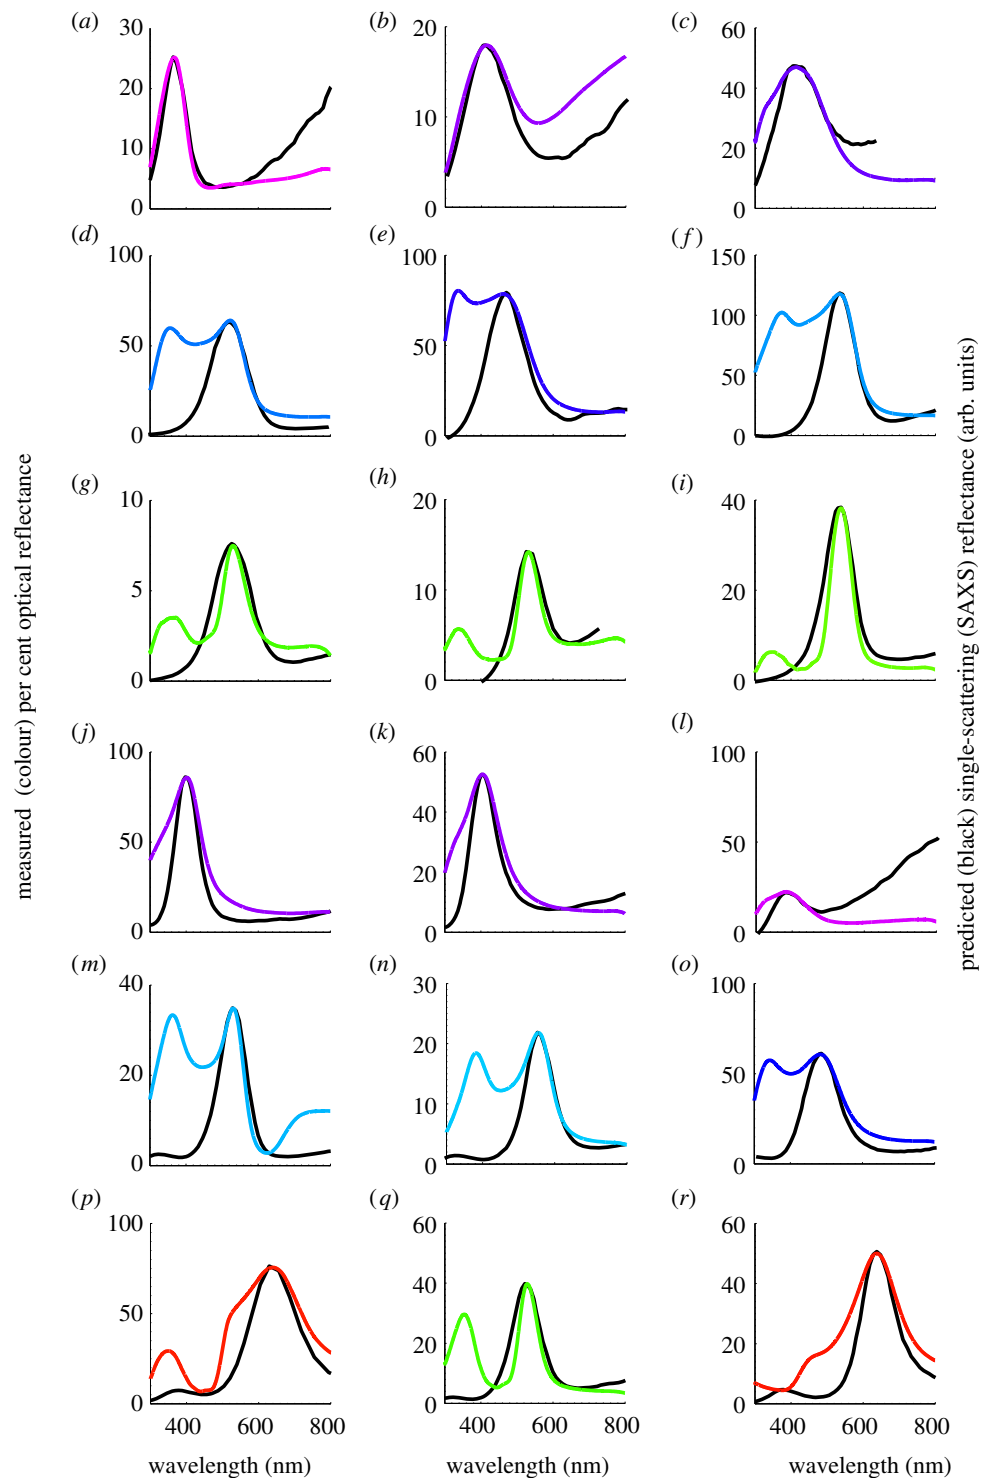 (a) (b) (c)
30 20 60
20 40
10
10 20
0 0 0
(d) (e) (f)
100 100 150
100
50 50
50
0 0 0
(g) (h) (i)
10 20 40
5 10 20
0 0 0
(j) (k) (l)
100 60 100
40
50 50
20
0 0 0
(m) (n) (o)
40 30 100
20
20 50
10
0 0 0
(p) (q) (r)
100 60 60
40 40
50
20 20
0 0 0
400 600 800 400 600 800 400 600 800
wavelength (nm) wavelength (nm) wavelength (nm)
measured (colour) per cent optical reflectance
predicted (black) single-scattering (SAXS) reflectance (arb. units)